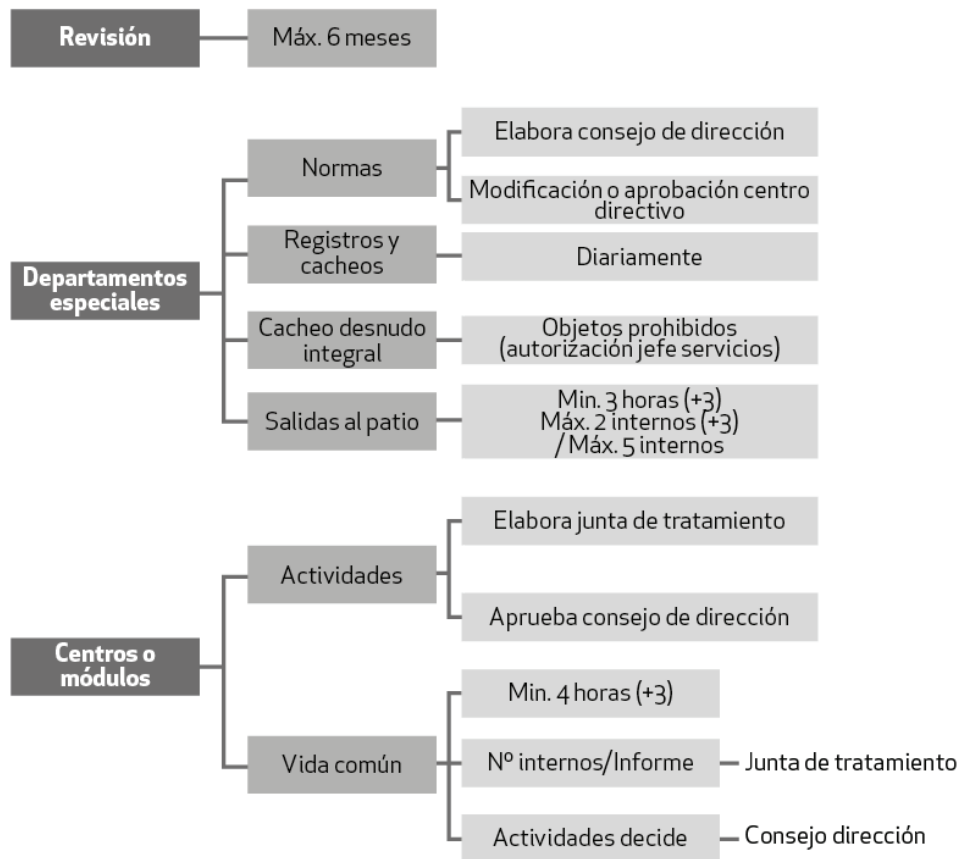 Revisión
Máx. 6 meses
Elabora consejo de dirección
Normas
Modificación o aprobación centro
directivo
Registros y
cacheos
Diariamente
Departamentos
especiales
Cacheo desnudo
integral
Objetos prohibidos
(autorización jefe servicios)
Salidas al patio
Min. 3 horas (+3)
Máx. 2 internos (+3)
/ Máx. 5 internos
Elabora junta de tratamiento
Actividades
Aprueba consejo de dirección
Centros o
módulos
Min. 4 horas (+3)
Vida común
Nº internos/Informe
Junta de tratamiento
Actividades decide
Consejo dirección